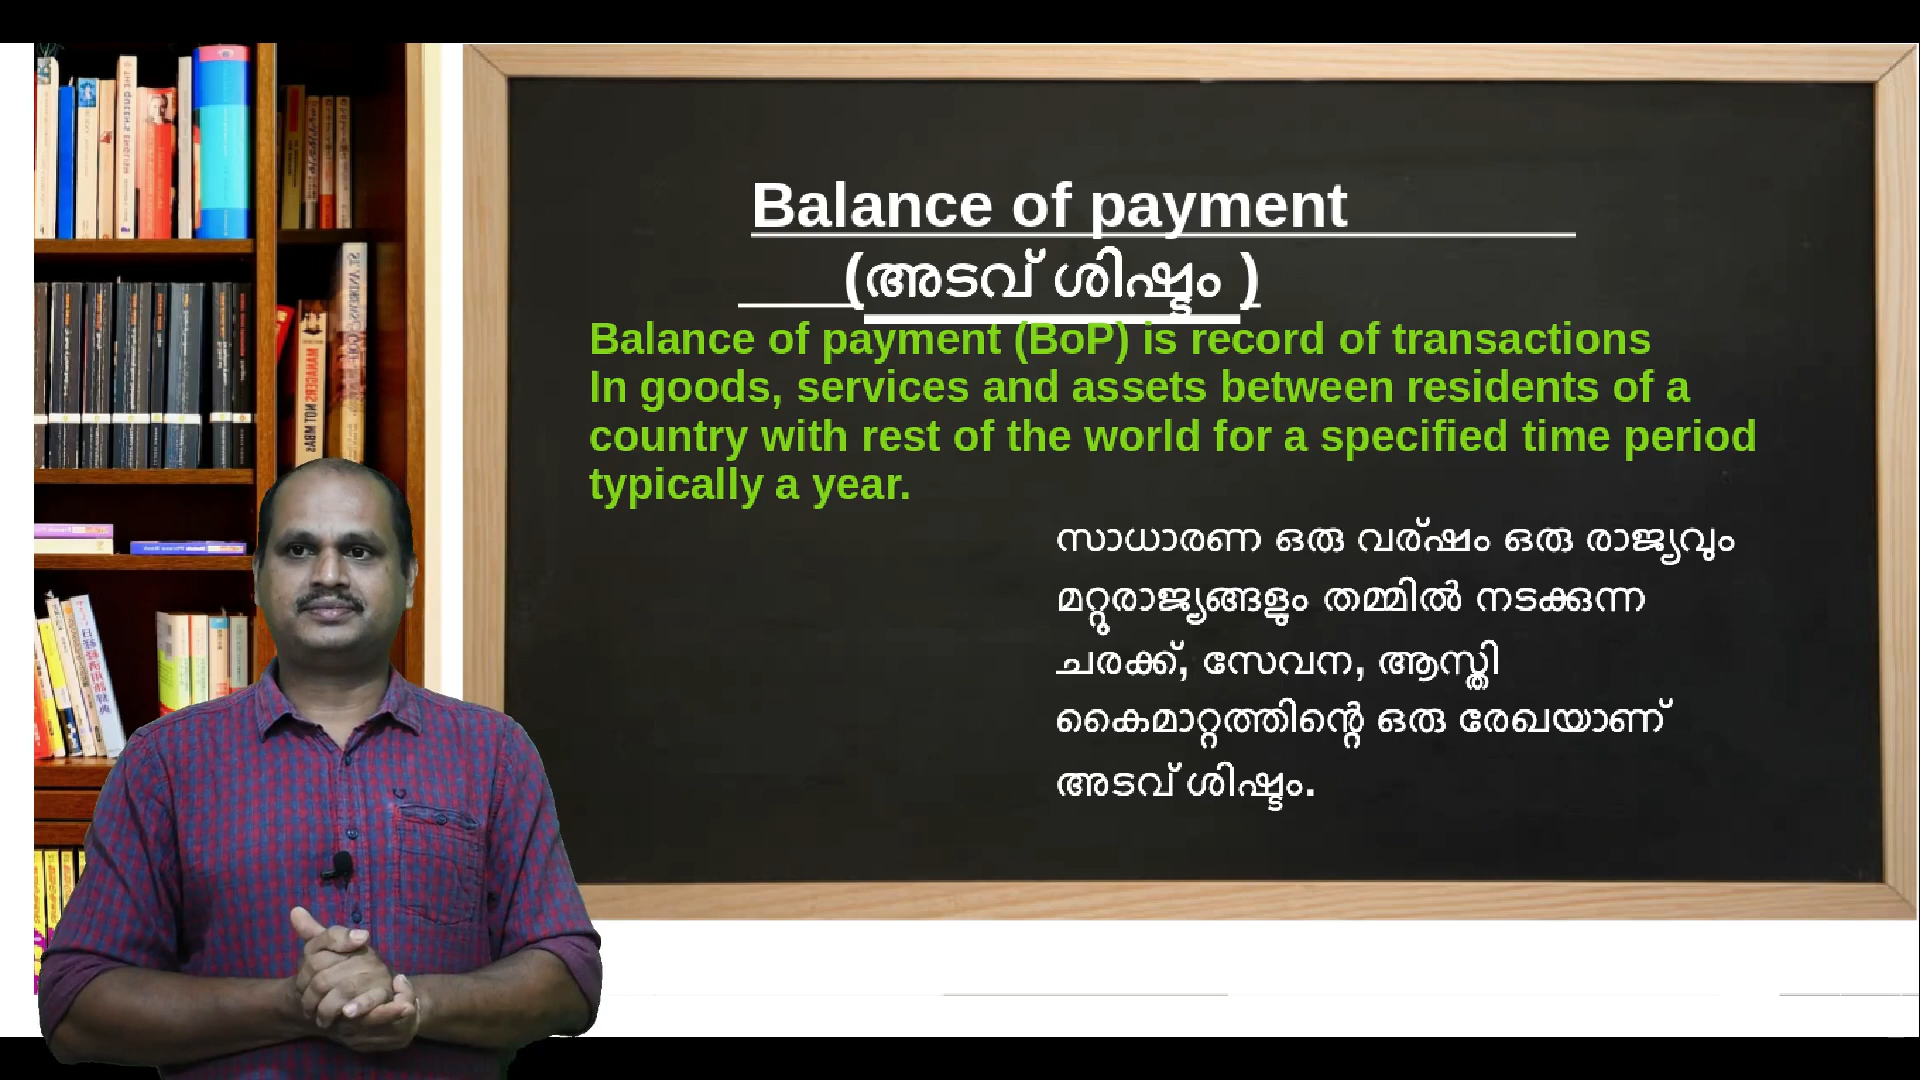 Balance of payment
(അടവ് ശിഷ്ടം )
Balance of payment (BoP) is record of transactions
In goods, services and assets between residents of a
country with rest of the world for a specified time period
typically a year.
സാധാരണ ഒരു വര്‍ഷം ഒരു രാജ്യവും
മറ്റുരാജ്യങ്ങളും തമ്മിൽ നടക്കുന്ന
ചരക്ക്, സേവന, ആസ്തി
കൈമാറ്റത്തിന്റെ ഒരു രേഖയാണ്
അടവ് ശിഷ്ടം.